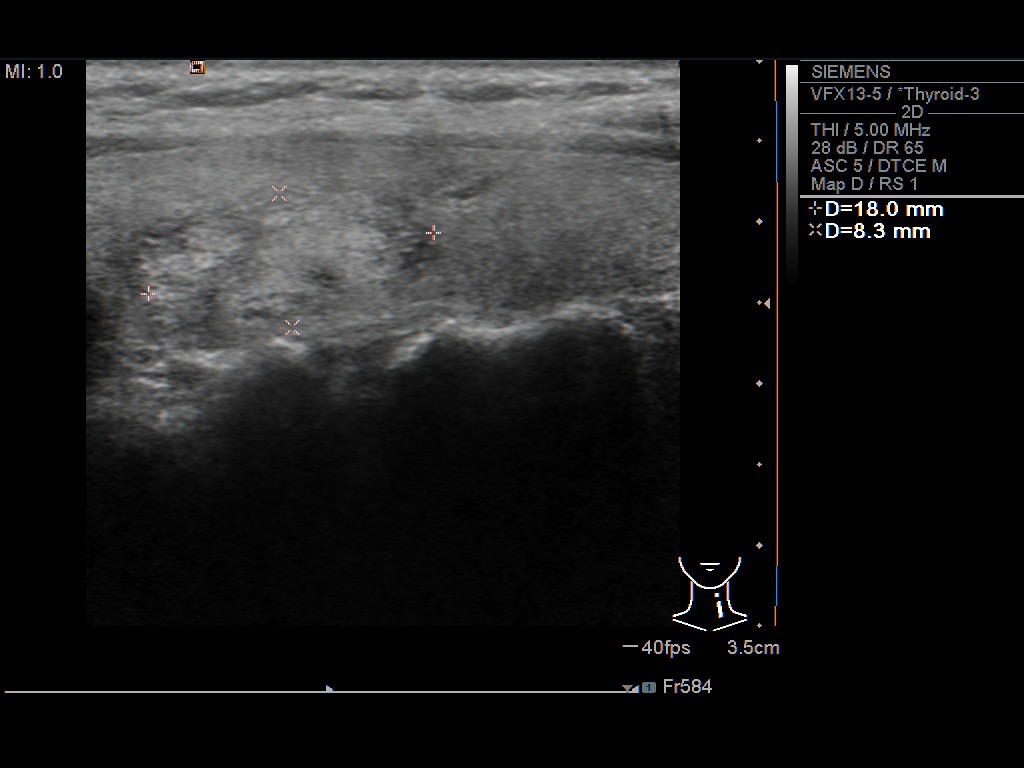 MI: 1.0
SIEMENS
VFX13-5 / *Thyroid-3
2D
THI / 5.00 MHz
28 dB / DR 65
ASC 5 / DTCE M
Map D / RS 1
D=18.0 mm
D=8.3 mm
40fps 3.5cm
Fr584